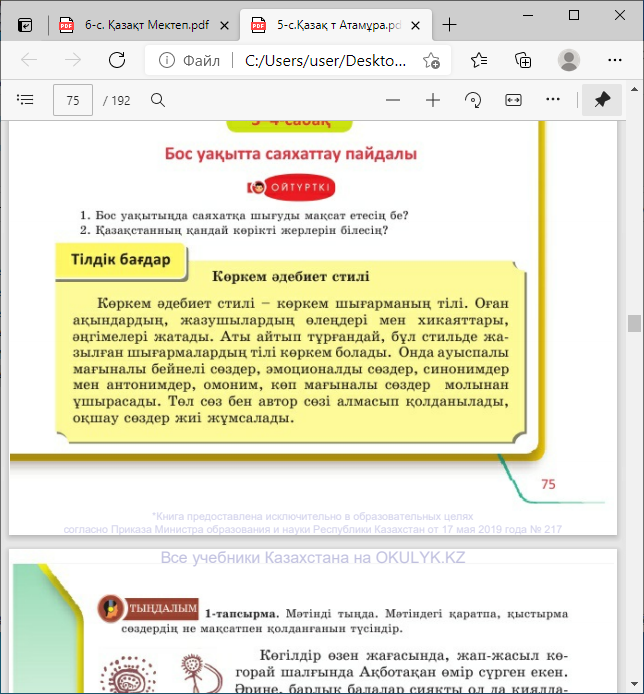 6-с. Қазақт Мектеп.pdf
5-с.Қазақ т Атамұра.pd
Файл
C:/Users/user/Deskto...
75
/ 192
3-4-сабақ
Бос уақытта саяхаттау пайдалы
ОЙТҮРТКІ
1. Бос уақытыңда саяхатқа шығуды мақсат етесің бе?
2. Қазақстанның қандай көрікті жерлерін білесің?
Тілдік бағдар
Көркем әдебиет стилі
Көркем әдебиет стилі – көркем шығарманың тілі. Оған
ақындардың, жазушылардың өлеңдері мен хикаяттары,
әңгімелері жатады. Аты айтып тұрғандай, бұл стильде жа-
зылған шығармалардың тілі көркем болады. Онда ауыспалы
мағыналы бейнелі сөздер, эмоционалды сөздер, синонимдер
мен антонимдер, омоним, көп мағыналы сөздер молынан
ұшырасады. Төл сөз бен автор сөзі алмасып қолданылады,
оқшау сөздер жиі жұмсалады.
75
*Книга предоставлена исключительно в образовательных целях
согласно Приказа Министра образования и науки Республики Казахстан от 17 мая 2019 года № 217
Все учебники Казахстана на OKULYK.KZ
ТЫҢДАЛЫМ
1-тапсырма. Мәтінді тыңда. Мәтіндегі қаратпа, қыстырма
сөздердің не мақсатпен қолданғанын түсіндір.
Көгілдір өзен жағасында, жап-жасыл кө-
горай шалғында Ақботақан өмір сүрген екен.
Әрине, барлық балалар сияқты ол да қиялда-